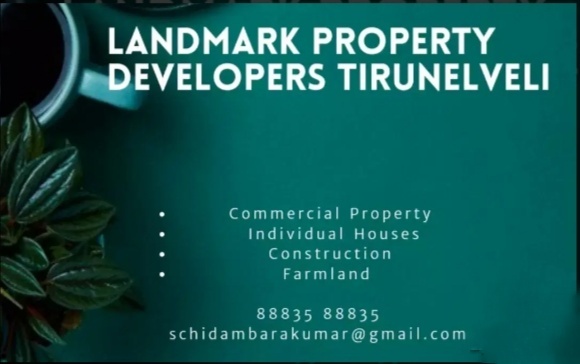 LANDMARK PROPERTY
DEVELOPERS TIRUNELVELI
• Commercial Property
• Individual Houses
• Construction
• Farmland
88835 88835
schidambarakumar@gmail.com